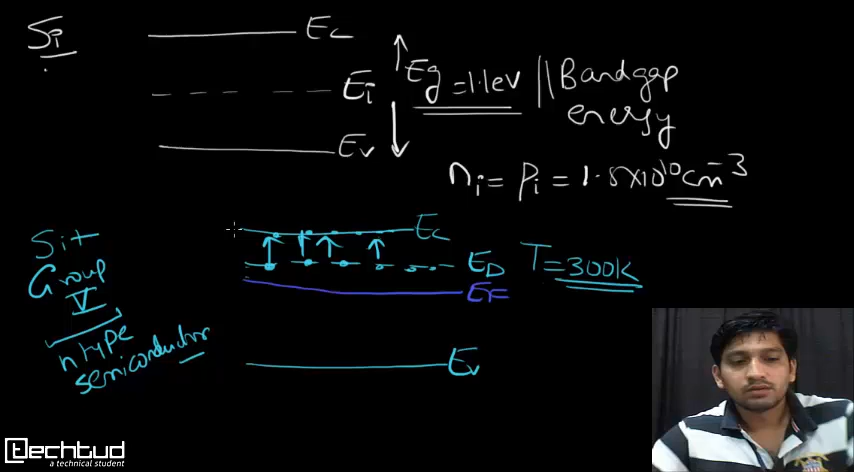 Si
Ec
Ei
Ev
Eg = 1.1eV || Bandgap
energy
ni = pi = 1.5x10^10 cm^-3
Si+
Group
V
n type
semiconductor
Ec
ED
EF
Ev
T = 300K
techtud
a technical student